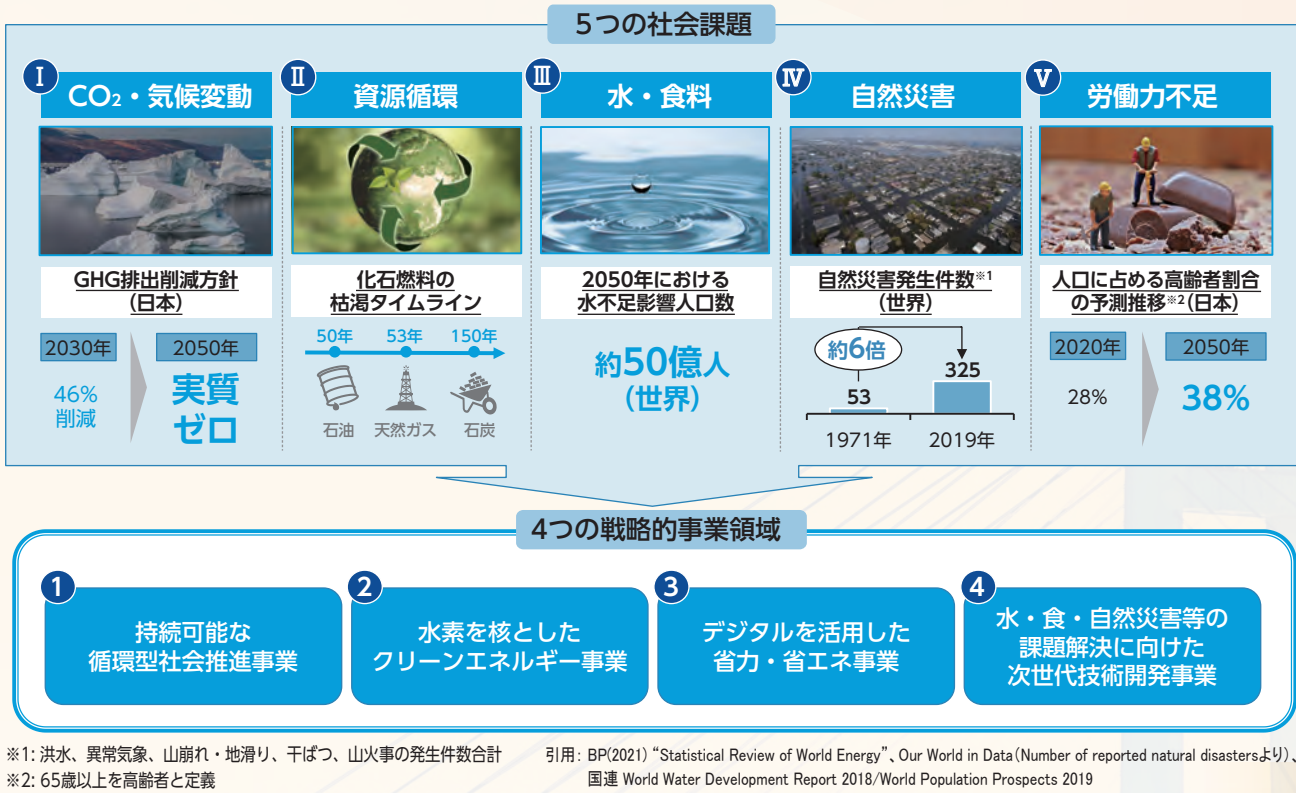 5つの社会課題
Ⅰ
CO₂・気候変動
GHG排出削減方針
(日本)
2030年
46%
削減
2050年
実質
ゼロ
Ⅱ
資源循環
化石燃料の
枯渇タイムライン
50年 53年 150年
石油 天然ガス 石炭
Ⅲ
水・食料
2050年における
水不足影響人口数
約50億人
(世界)
Ⅳ
自然災害
自然災害発生件数※1
(世界)
約6倍
53
325
1971年 2019年
Ⅴ
労働力不足
人口に占める高齢者割合
の予測推移※2(日本)
2020年
28%
2050年
38%
4つの戦略的事業領域
1
持続可能な
循環型社会推進事業
2
水素を核とした
クリーンエネルギー事業
3
デジタルを活用した
省力・省エネ事業
4
水・食・自然災害等の
課題解決に向けた
次世代技術開発事業
※1: 洪水、異常気象、山崩れ・地滑り、干ばつ、山火事の発生件数合計
※2: 65歳以上を高齢者と定義
引用: BP(2021) “Statistical Review of World Energy”、Our World in Data(Number of reported natural disastersより)、
国連 World Water Development Report 2018/World Population Prospects 2019